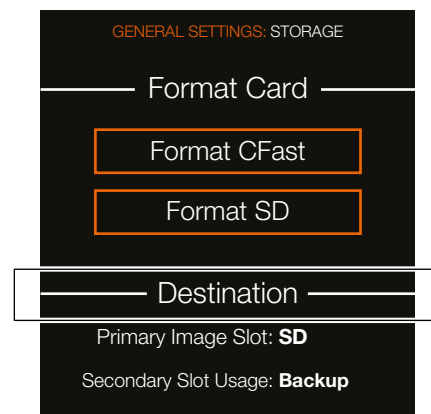 GENERAL SETTINGS: STORAGE
Format Card
Format CFast
Format SD
Destination
Primary Image Slot: SD
Secondary Slot Usage: Backup